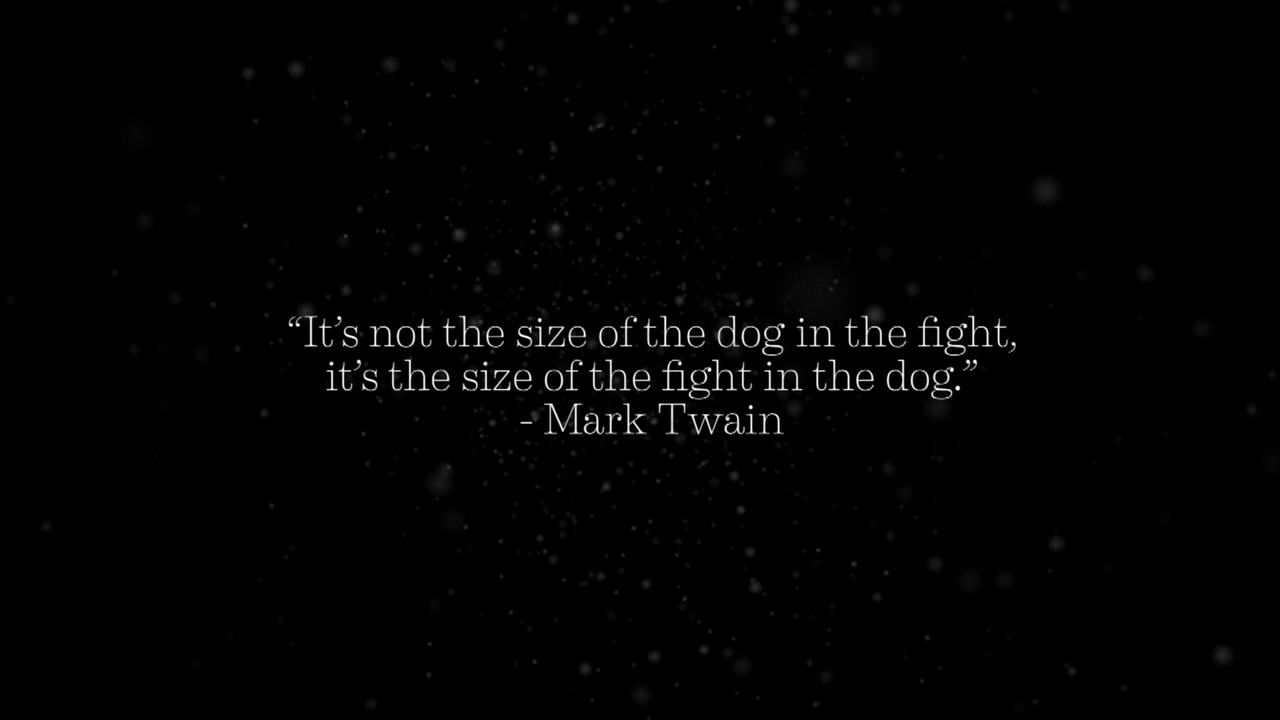 “It’s not the size of the dog in the fight,
it’s the size of the fight in the dog.”
- Mark Twain